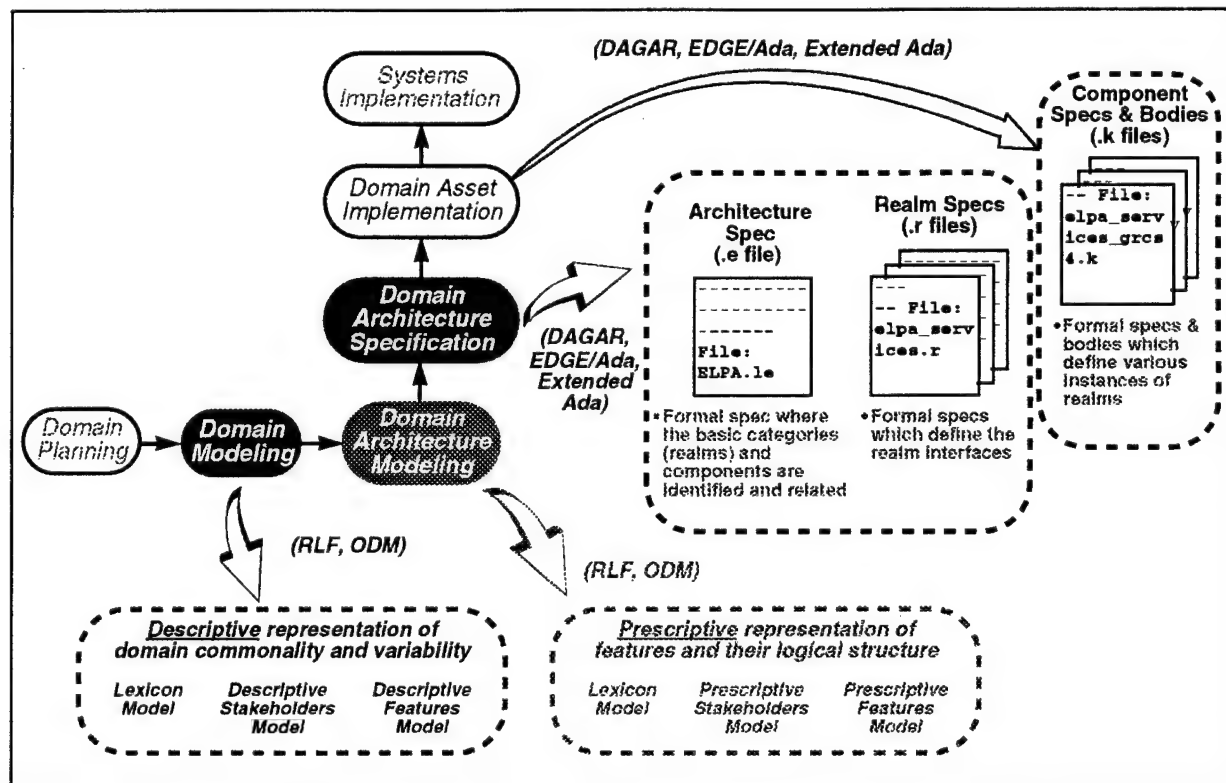 (DAGAR, EDGE/Ada, Extended Ada)
Systems
Implementation
Domain Asset
Implementation
Domain
Architecture
Specification
(DAGAR,
EDGE/Ada,
Extended
Ada)
Domain
Planning
Domain
Modeling
Domain
Architecture
Modeling
Architecture
Spec
(.e file)
File:
ELPA.le
• Formal spec where
the basic categories
(realms) and
components are
identified and related
Realm Specs
(.r files)
---
-- File:
elpa_serv
ices.r
• Formal specs
which define the
realm interfaces
Component
Specs & Bodies
(.k files)
-- File:
elpa_serv
ices_grcs
4.k
• Formal specs &
bodies which
define various
instances of
realms
(RLF, ODM)
(RLF, ODM)
Descriptive representation of
domain commonality and variability
Lexicon
Model
Descriptive
Stakeholders
Model
Descriptive
Features
Model
Prescriptive representation of
features and their logical structure
Lexicon
Model
Prescriptive
Stakeholders
Model
Prescriptive
Features
Model